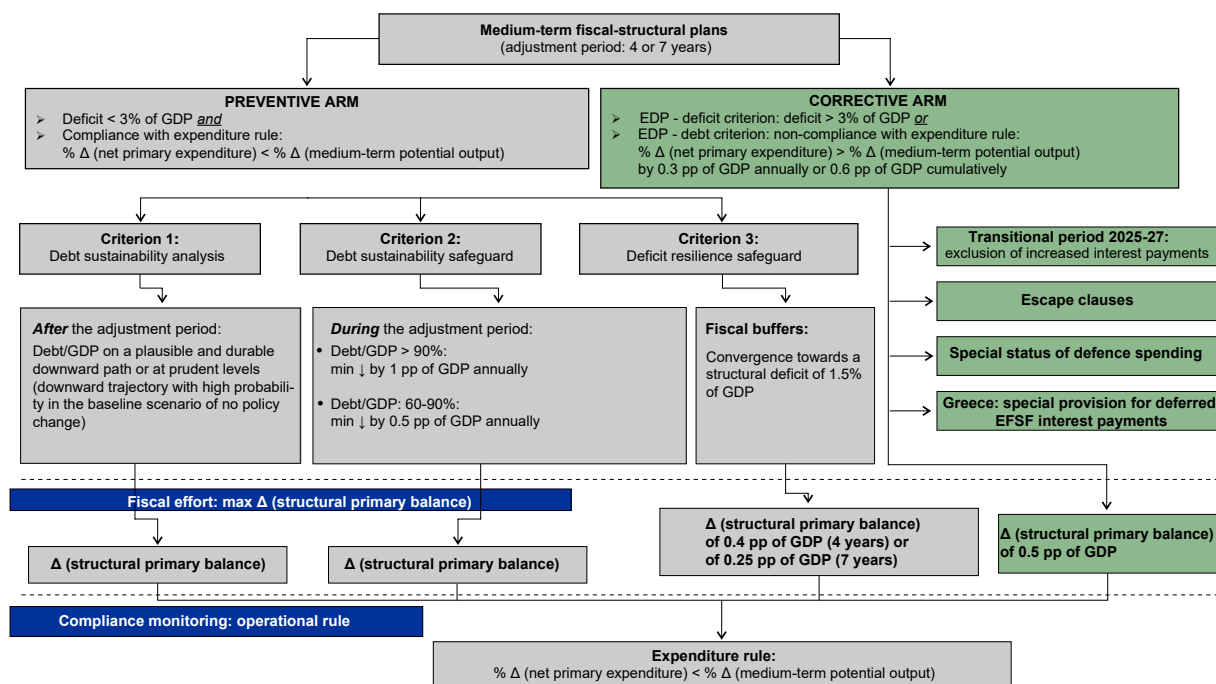 Medium-term fiscal-structural plans
(adjustment period: 4 or 7 years)
PREVENTIVE ARM
➢ Deficit < 3% of GDP and
➢ Compliance with expenditure rule:
% Δ (net primary expenditure) < % Δ (medium-term potential output)
CORRECTIVE ARM
➢ EDP - deficit criterion: deficit > 3% of GDP or
➢ EDP - debt criterion: non-compliance with expenditure rule:
% Δ (net primary expenditure) > % Δ (medium-term potential output)
by 0.3 pp of GDP annually or 0.6 pp of GDP cumulatively
Criterion 1:
Debt sustainability analysis
Criterion 2:
Debt sustainability safeguard
Criterion 3:
Deficit resilience safeguard
Transitional period 2025-27:
exclusion of increased interest payments
Escape clauses
Special status of defence spending
Greece: special provision for deferred
EFSF interest payments
After the adjustment period:
Debt/GDP on a plausible and durable
downward path or at prudent levels
(downward trajectory with high probabili-
ty in the baseline scenario of no policy
change)
During the adjustment period:
• Debt/GDP > 90%:
min ↓ by 1 pp of GDP annually
• Debt/GDP: 60-90%:
min ↓ by 0.5 pp of GDP annually
Fiscal buffers:
Convergence towards a
structural deficit of 1.5%
of GDP
Fiscal effort: max Δ (structural primary balance)
Δ (structural primary balance)
Δ (structural primary balance)
Δ (structural primary balance)
of 0.4 pp of GDP (4 years) or
of 0.25 pp of GDP (7 years)
Δ (structural primary balance)
of 0.5 pp of GDP
Compliance monitoring: operational rule
Expenditure rule:
% Δ (net primary expenditure) < % Δ (medium-term potential output)